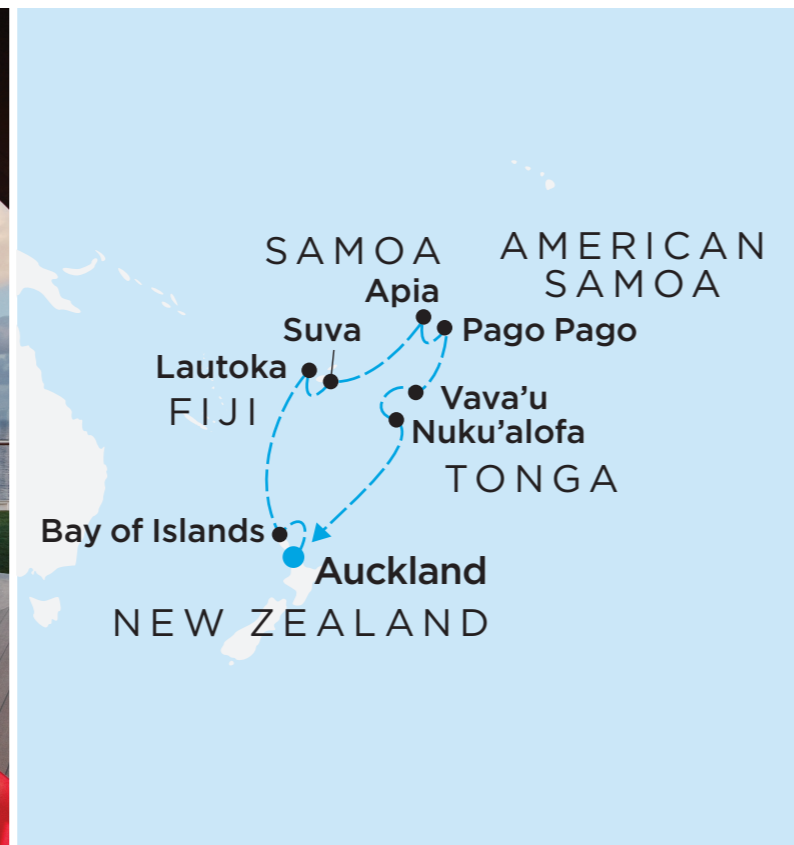 SAMOA
AMERICAN
SAMOA
Apia
Suva
Pago Pago
Lautoka
FIJI
Vava’u
Nuku’alofa
TONGA
Bay of Islands
Auckland
NEW ZEALAND